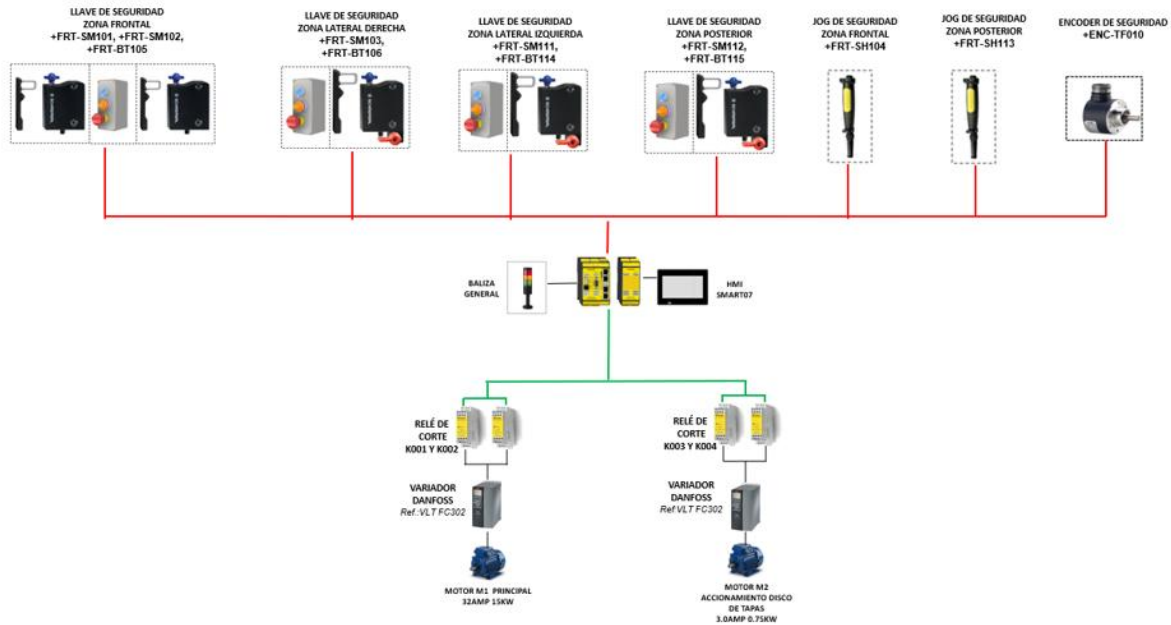 LLAVE DE SEGURIDAD
ZONA FRONTAL
+FRT-SM101, +FRT-SM102,
+FRT-BT105
LLAVE DE SEGURIDAD
ZONA LATERAL DERECHA
+FRT-SM103,
+FRT-BT106
LLAVE DE SEGURIDAD
ZONA LATERAL IZQUIERDA
+FRT-SM111,
+FRT-BT114
LLAVE DE SEGURIDAD
ZONA POSTERIOR
+FRT-SM112,
+FRT-BT115
JOG DE SEGURIDAD
ZONA FRONTAL
+FRT-SH104
JOG DE SEGURIDAD
ZONA POSTERIOR
+FRT-SH113
ENCODER DE SEGURIDAD
+ENC-TF010
BALIZA
GENERAL
HMI
SMART07
RELÉ DE
CORTE
K001 Y K002
RELÉ DE
CORTE
K003 Y K004
VARIADOR
DANFOSS
Ref.:VLT FC302
VARIADOR
DANFOSS
Ref VLT FC302
MOTOR M1 PRINCIPAL
32AMP 15KW
MOTOR M2
ACCIONAMIENTO DISCO
DE TAPAS
3.0AMP 0.75KW